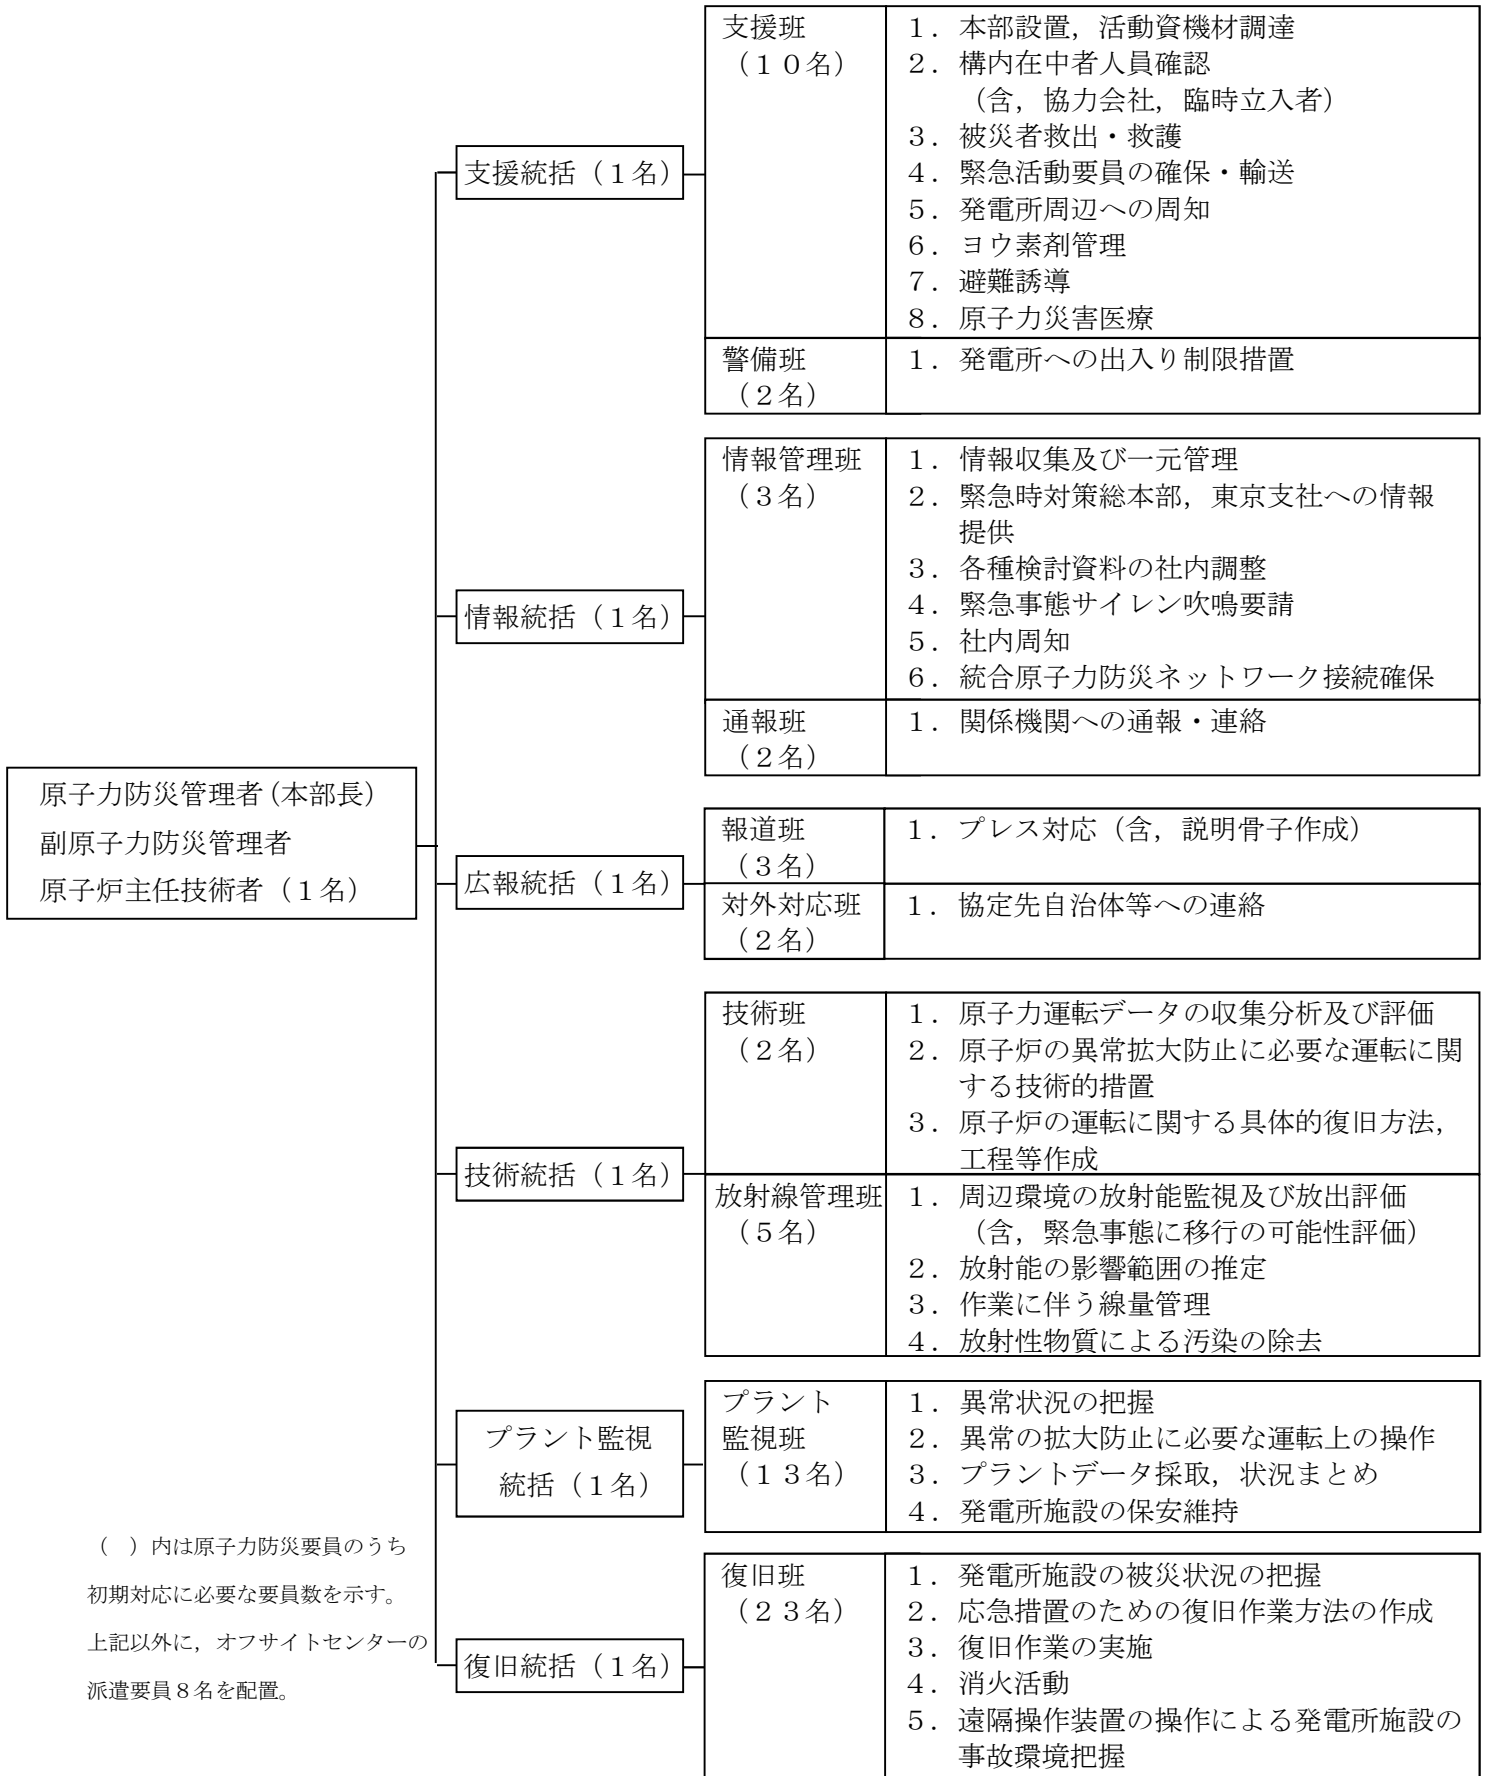 原子力防災管理者（本部長）
副原子力防災管理者
原子炉主任技術者（１名）
支援統括（１名）
支援班
（１０名）
１．本部設置，活動資機材調達
２．構内在中者人員確認
（含，協力会社，臨時立入者）
３．被災者救出・救護
４．緊急活動要員の確保・輸送
５．発電所周辺への周知
６．ヨウ素剤管理
７．避難誘導
８．原子力災害医療
警備班
（２名）
１．発電所への出入り制限措置
情報統括（１名）
情報管理班
（３名）
１．情報収集及び一元管理
２．緊急時対策総本部，東京支社への情報
提供
３．各種検討資料の社内調整
４．緊急事態サイレン吹鳴要請
５．社内周知
６．統合原子力防災ネットワーク接続確保
通報班
（２名）
１．関係機関への通報・連絡
広報統括（１名）
報道班
（３名）
１．プレス対応（含，説明骨子作成）
対外対応班
（２名）
１．協定先自治体等への連絡
技術統括（１名）
技術班
（２名）
１．原子力運転データの収集分析及び評価
２．原子炉の異常拡大防止に必要な運転に関
する技術的措置
３．原子炉の運転に関する具体的復旧方法，
工程等作成
放射線管理班
（５名）
１．周辺環境の放射能監視及び放出評価
（含，緊急事態に移行の可能性評価）
２．放射能の影響範囲の推定
３．作業に伴う線量管理
４．放射性物質による汚染の除去
プラント監視
統括（１名）
プラント
監視班
（１３名）
１．異常状況の把握
２．異常の拡大防止に必要な運転上の操作
３．プラントデータ採取，状況まとめ
４．発電所施設の保安維持
復旧統括（１名）
復旧班
（２３名）
１．発電所施設の被災状況の把握
２．応急措置のための復旧作業方法の作成
３．復旧作業の実施
４．消火活動
５．遠隔操作装置の操作による発電所施設の
事故環境把握
（　）内は原子力防災要員のうち
初期対応に必要な要員数を示す。
上記以外に，オフサイトセンターの
派遣要員８名を配置。